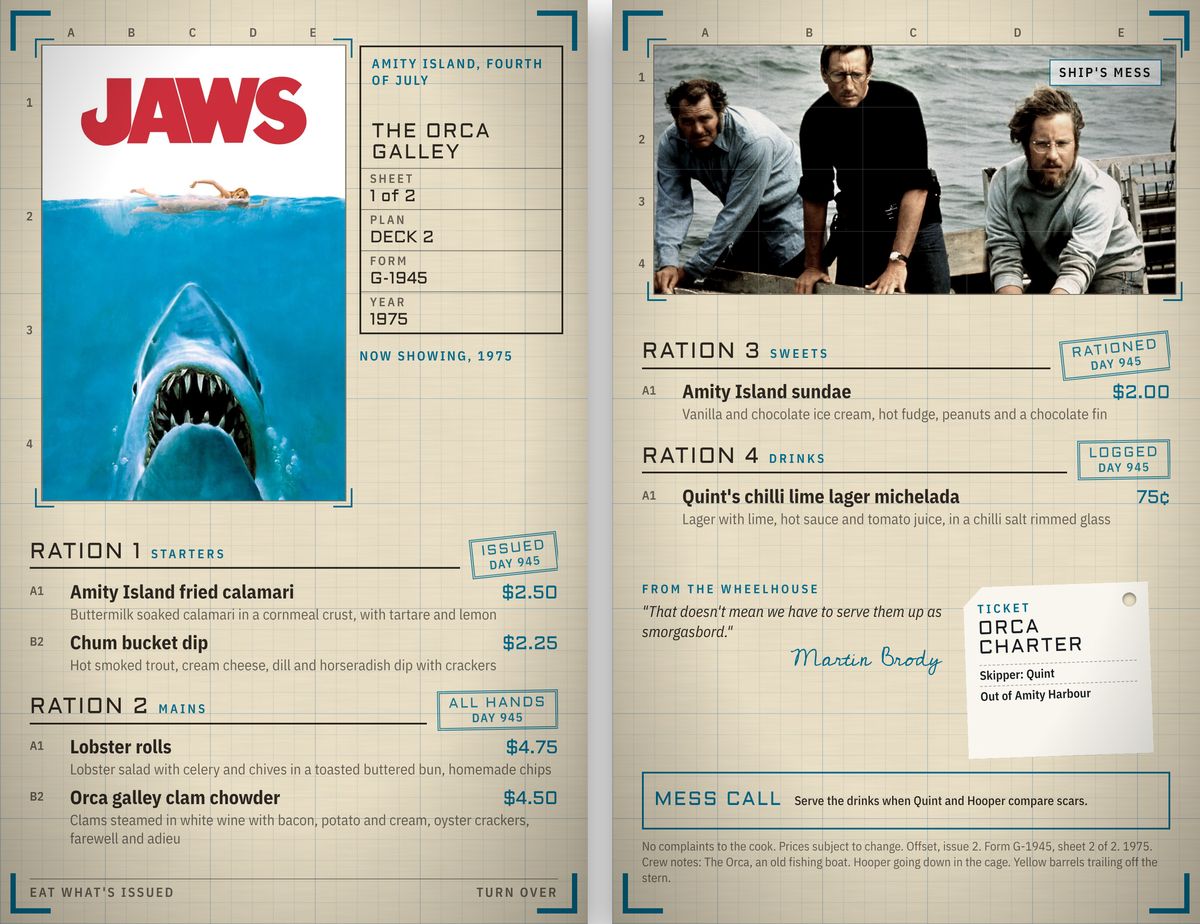 A B C D E
1
2
3
4
JAWS
AMITY ISLAND, FOURTH
OF JULY
THE ORCA
GALLEY
SHEET
1 of 2
PLAN
DECK 2
FORM
G-1945
YEAR
1975
NOW SHOWING, 1975
RATION 1 STARTERS
ISSUED
DAY 945
A1 Amity Island fried calamari $2.50
Buttermilk soaked calamari in a cornmeal crust, with tartare and lemon
B2 Chum bucket dip $2.25
Hot smoked trout, cream cheese, dill and horseradish dip with crackers
RATION 2 MAINS
ALL HANDS
DAY 945
A1 Lobster rolls $4.75
Lobster salad with celery and chives in a toasted buttered bun, homemade chips
B2 Orca galley clam chowder $4.50
Clams steamed in white wine with bacon, potato and cream, oyster crackers,
farewell and adieu
EAT WHAT'S ISSUED TURN OVER
A B C D E
1
2
3
4
SHIP'S MESS
RATION 3 SWEETS
RATIONED
DAY 945
A1 Amity Island sundae $2.00
Vanilla and chocolate ice cream, hot fudge, peanuts and a chocolate fin
RATION 4 DRINKS
LOGGED
DAY 945
A1 Quint's chilli lime lager michelada 75¢
Lager with lime, hot sauce and tomato juice, in a chilli salt rimmed glass
FROM THE WHEELHOUSE
"That doesn't mean we have to serve them up as
smorgasbord."
Martin Brody
TICKET
ORCA
CHARTER
Skipper: Quint
Out of Amity Harbour
MESS CALL Serve the drinks when Quint and Hooper compare scars.
No complaints to the cook. Prices subject to change. Offset, issue 2. Form G-1945, sheet 2 of 2. 1975.
Crew notes: The Orca, an old fishing boat. Hooper going down in the cage. Yellow barrels trailing off the
stern.